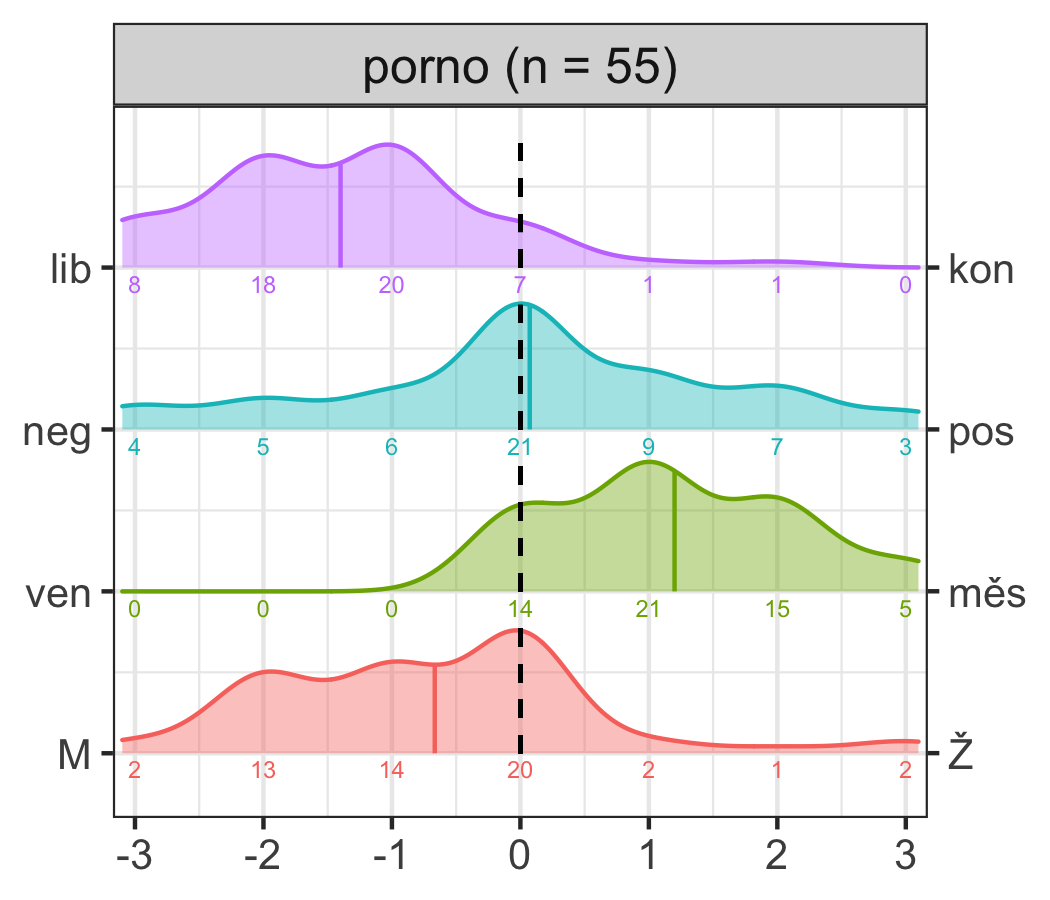 porno (n = 55)
lib kon
8 18 20 7 1 1 0
neg pos
4 5 6 21 9 7 3
ven měs
0 0 0 14 21 15 5
M Ž
2 13 14 20 2 1 2
-3 -2 -1 0 1 2 3